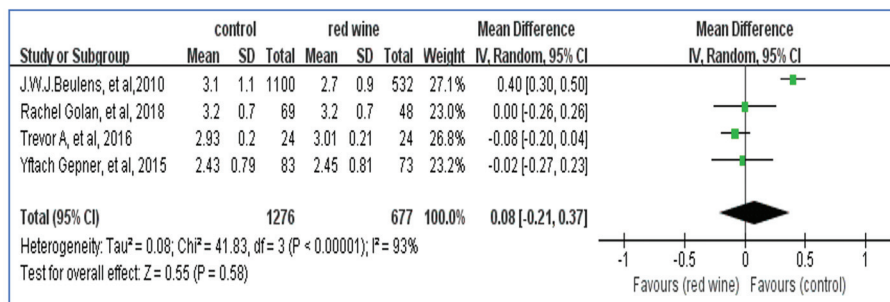 control red wine Mean Difference Mean Difference
Study or Subgroup Mean SD Total Mean SD Total Weight IV, Random, 95% CI IV, Random, 95% CI
J.W.J.Beulens, et al,2010 3.1 1.1 1100 2.7 0.9 532 27.1% 0.40 [0.30, 0.50]
Rachel Golan, et al, 2018 3.2 0.7 69 3.2 0.7 48 23.0% 0.00 [-0.26, 0.26]
Trevor A, et al, 2016 2.93 0.2 24 3.01 0.21 24 26.8% -0.08 [-0.20, 0.04]
Yftach Gepner, et al, 2015 2.43 0.79 83 2.45 0.81 73 23.2% -0.02 [-0.27, 0.23]
Total (95% CI) 1276 677 100.0% 0.08 [-0.21, 0.37]
Heterogeneity: Tau² = 0.08; Chi² = 41.83, df = 3 (P < 0.00001); I² = 93%
Test for overall effect: Z = 0.55 (P = 0.58)
-1 -0.5 0 0.5 1
Favours (red wine) Favours (control)